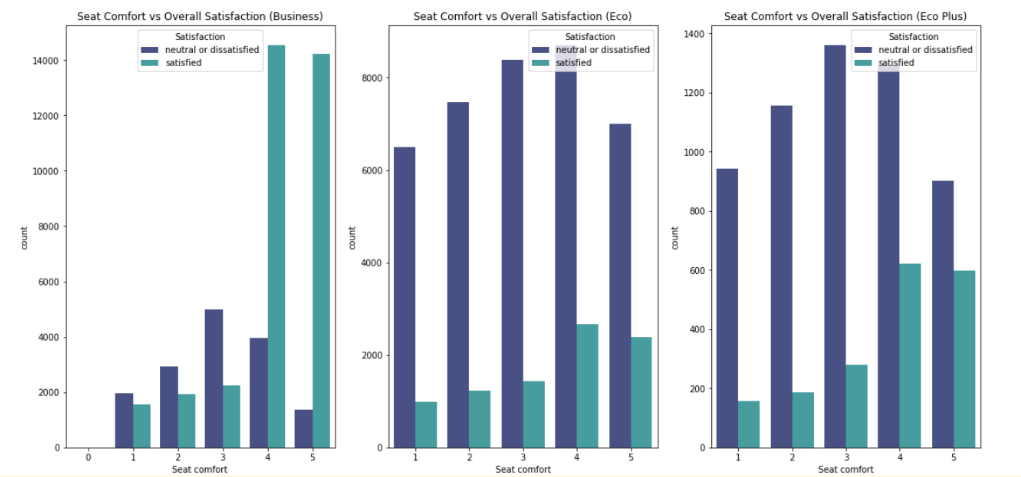 Seat Comfort vs Overall Satisfaction (Business)
Satisfaction
neutral or dissatisfied
satisfied
14000
12000
10000
8000
6000
4000
2000
0
count
0 1 2 3 4 5
Seat comfort
Seat Comfort vs Overall Satisfaction (Eco)
Satisfaction
neutral or dissatisfied
satisfied
8000
6000
4000
2000
0
count
1 2 3 4 5
Seat comfort
Seat Comfort vs Overall Satisfaction (Eco Plus)
Satisfaction
neutral or dissatisfied
satisfied
1400
1200
1000
800
600
400
200
0
count
1 2 3 4 5
Seat comfort